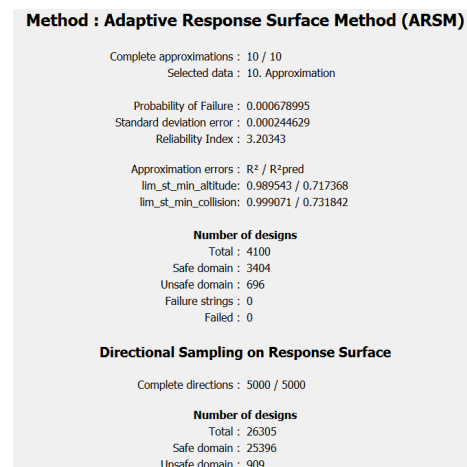 Method : Adaptive Response Surface Method (ARSM)
Complete approximations : 10 / 10
Selected data : 10. Approximation
Probability of Failure : 0.000678995
Standard deviation error : 0.000244629
Reliability Index : 3.20343
Approximation errors : R² / R²pred
lim_st_min_altitude: 0.989543 / 0.717368
lim_st_min_collision: 0.999071 / 0.731842
Number of designs
Total : 4100
Safe domain : 3404
Unsafe domain : 696
Failure strings : 0
Failed : 0
Directional Sampling on Response Surface
Complete directions : 5000 / 5000
Number of designs
Total : 26305
Safe domain : 25396
Unsafe domain : 909